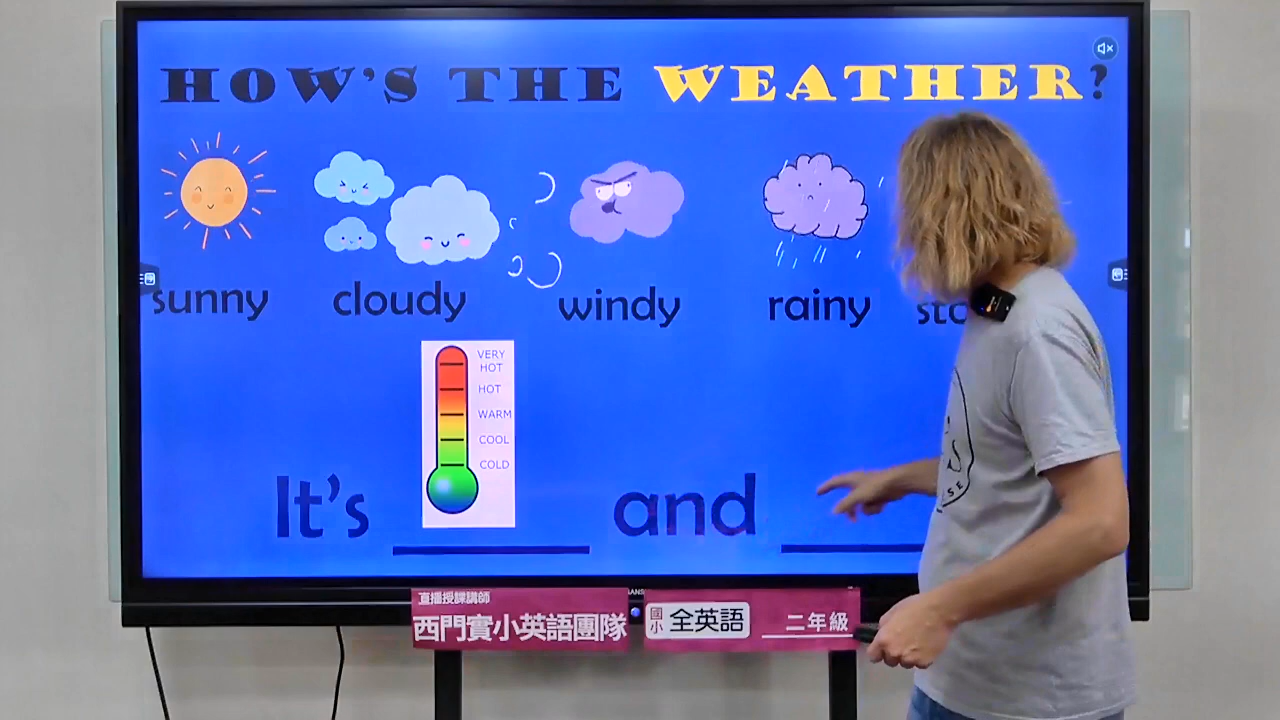 HOW'S THE WEATHER?
sunny cloudy windy rainy
VERY
HOT
HOT
WARM
COOL
COLD
It's and
直播授課講師
西門實小英語團隊
國小 全英語 二年級